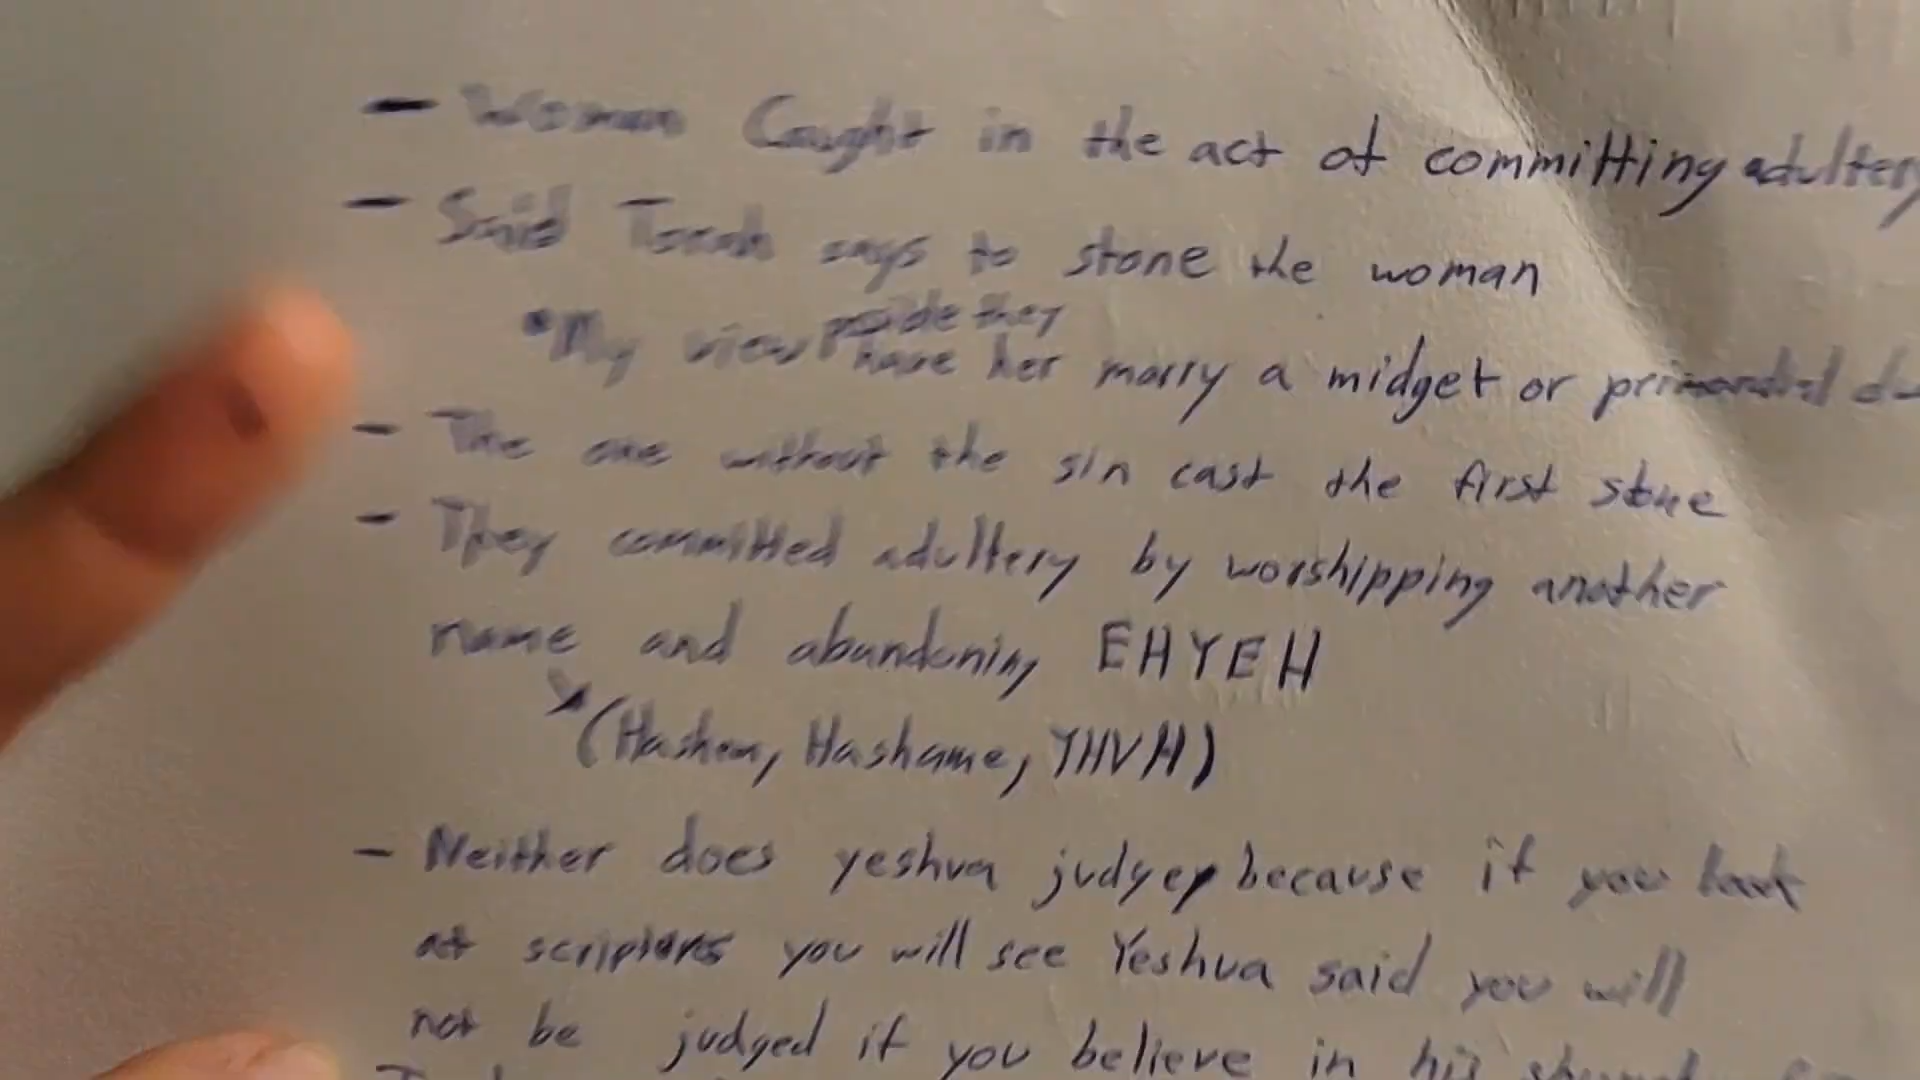 - Woman Caught in the act of committing adultery
- Said Torah says to stone the woman
they
*My view have her marry a midget or primordial
- The one without the sin cast the first stone
- They committed adultery by worshipping another
name and abandoning EHYEH
(Hashem, Hashame, YHVH)
- Neither does yeshua judge because if you look
at scriptures you will see Yeshua said you will
not be judged if you believe in his